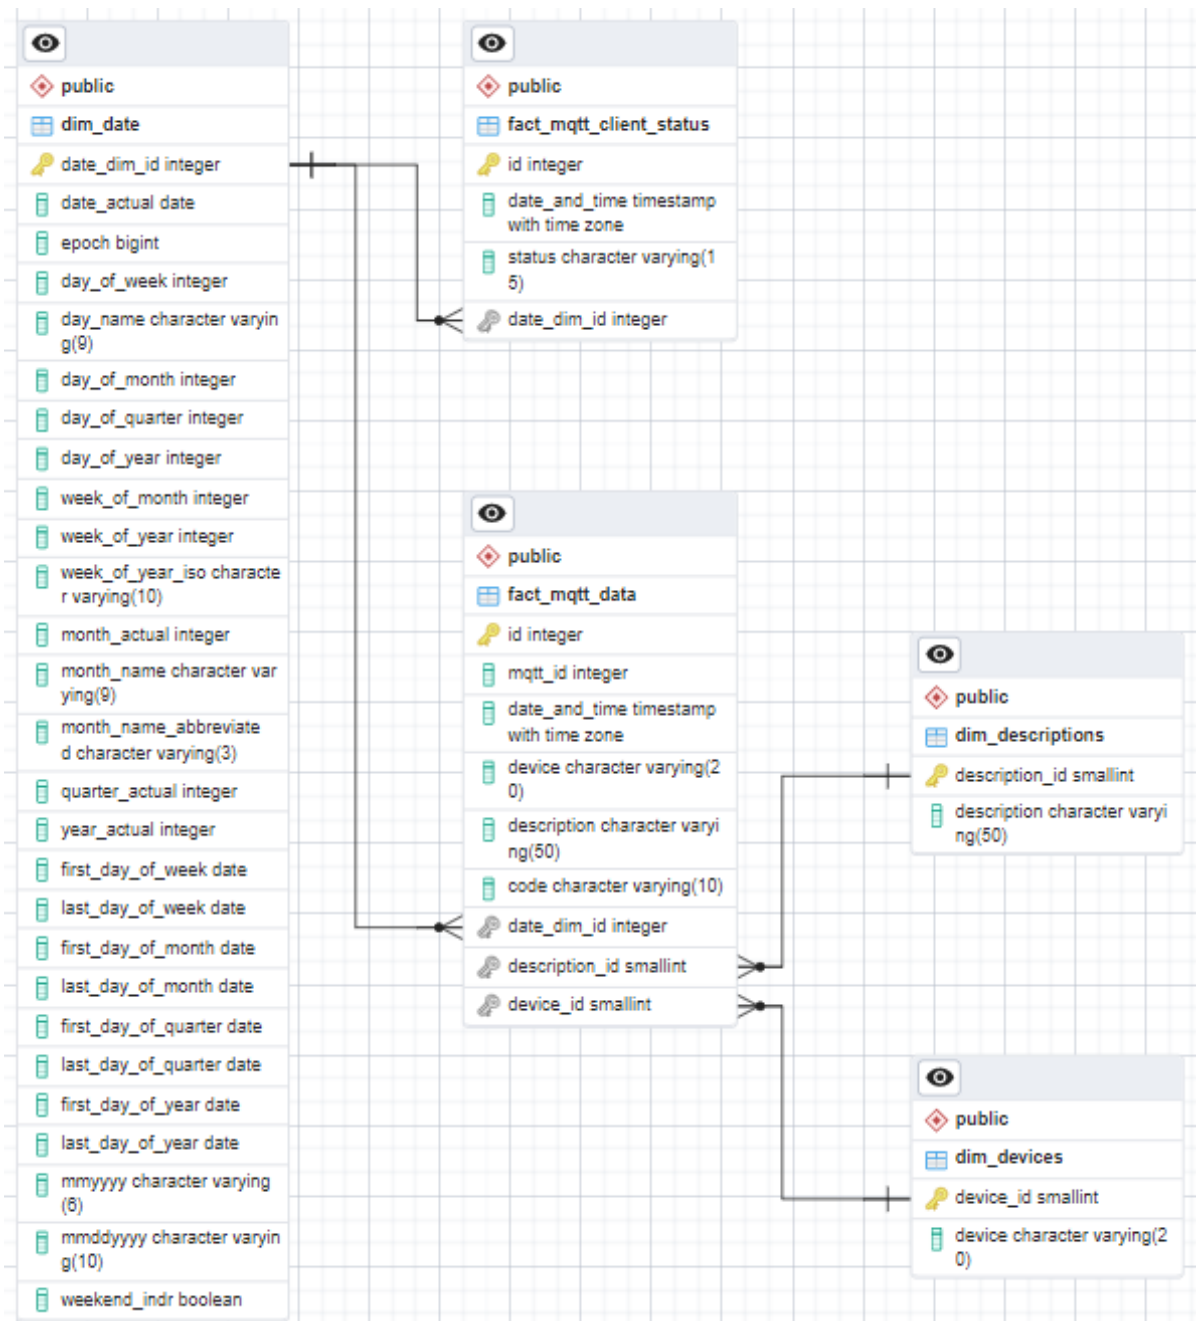 public
dim_date
date_dim_id integer
date_actual date
epoch bigint
day_of_week integer
day_name character varyin
g(9)
day_of_month integer
day_of_quarter integer
day_of_year integer
week_of_month integer
week_of_year integer
week_of_year_iso characte
r varying(10)
month_actual integer
month_name character var
ying(9)
month_name_abbreviate
d character varying(3)
quarter_actual integer
year_actual integer
first_day_of_week date
last_day_of_week date
first_day_of_month date
last_day_of_month date
first_day_of_quarter date
last_day_of_quarter date
first_day_of_year date
last_day_of_year date
mmyyyy character varying
(6)
mmddyyyy character varyin
g(10)
weekend_indr boolean
public
fact_mqtt_client_status
id integer
date_and_time timestamp
with time zone
status character varying(1
5)
date_dim_id integer
public
fact_mqtt_data
id integer
mqtt_id integer
date_and_time timestamp
with time zone
device character varying(2
0)
description character varyi
ng(50)
code character varying(10)
date_dim_id integer
description_id smallint
device_id smallint
public
dim_descriptions
description_id smallint
description character varyi
ng(50)
public
dim_devices
device_id smallint
device character varying(2
0)